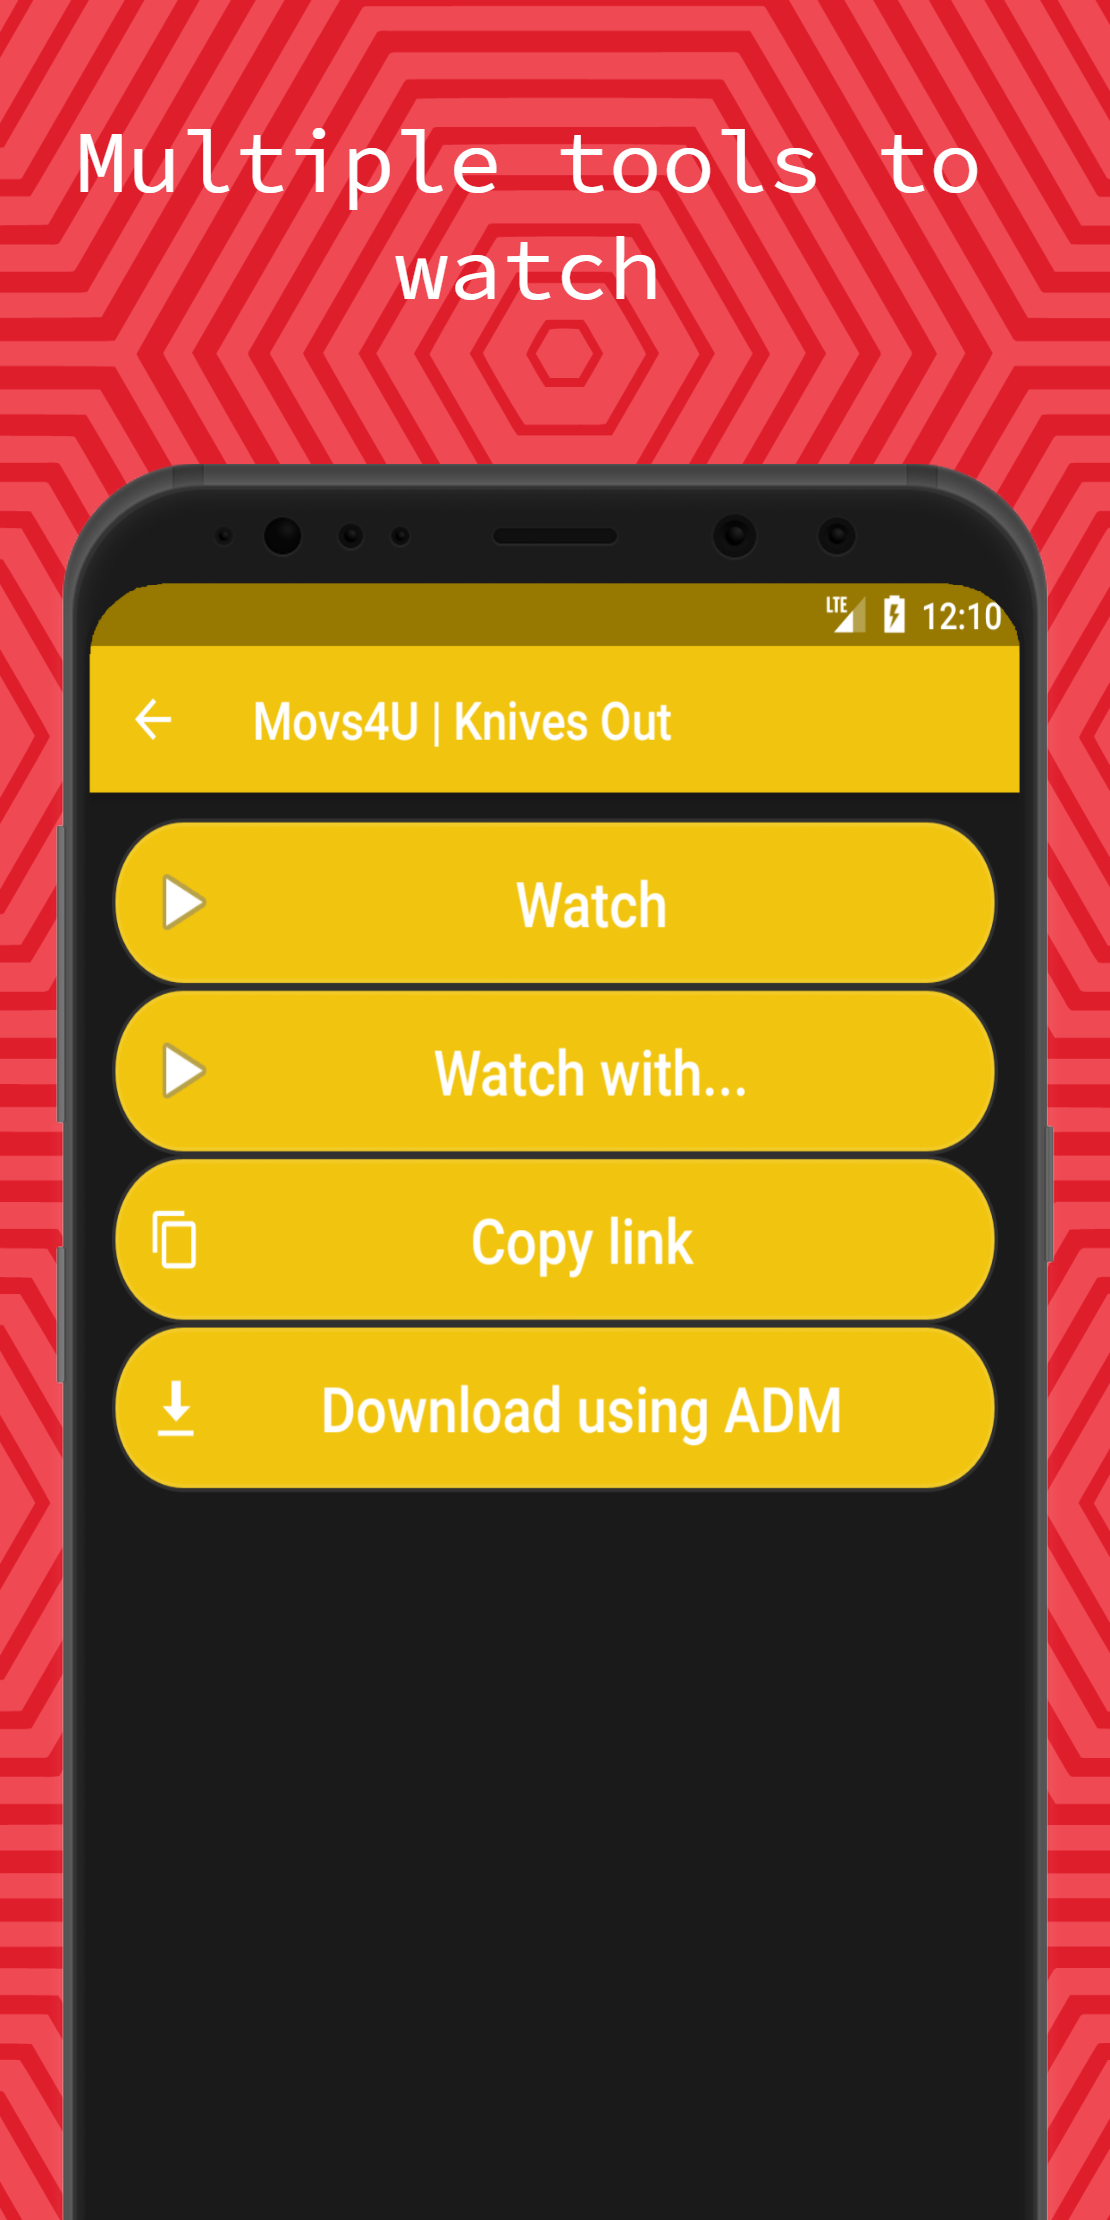 Multiple tools to
watch
LTE 12:10
Movs4U | Knives Out
Watch
Watch with...
Copy link
Download using ADM